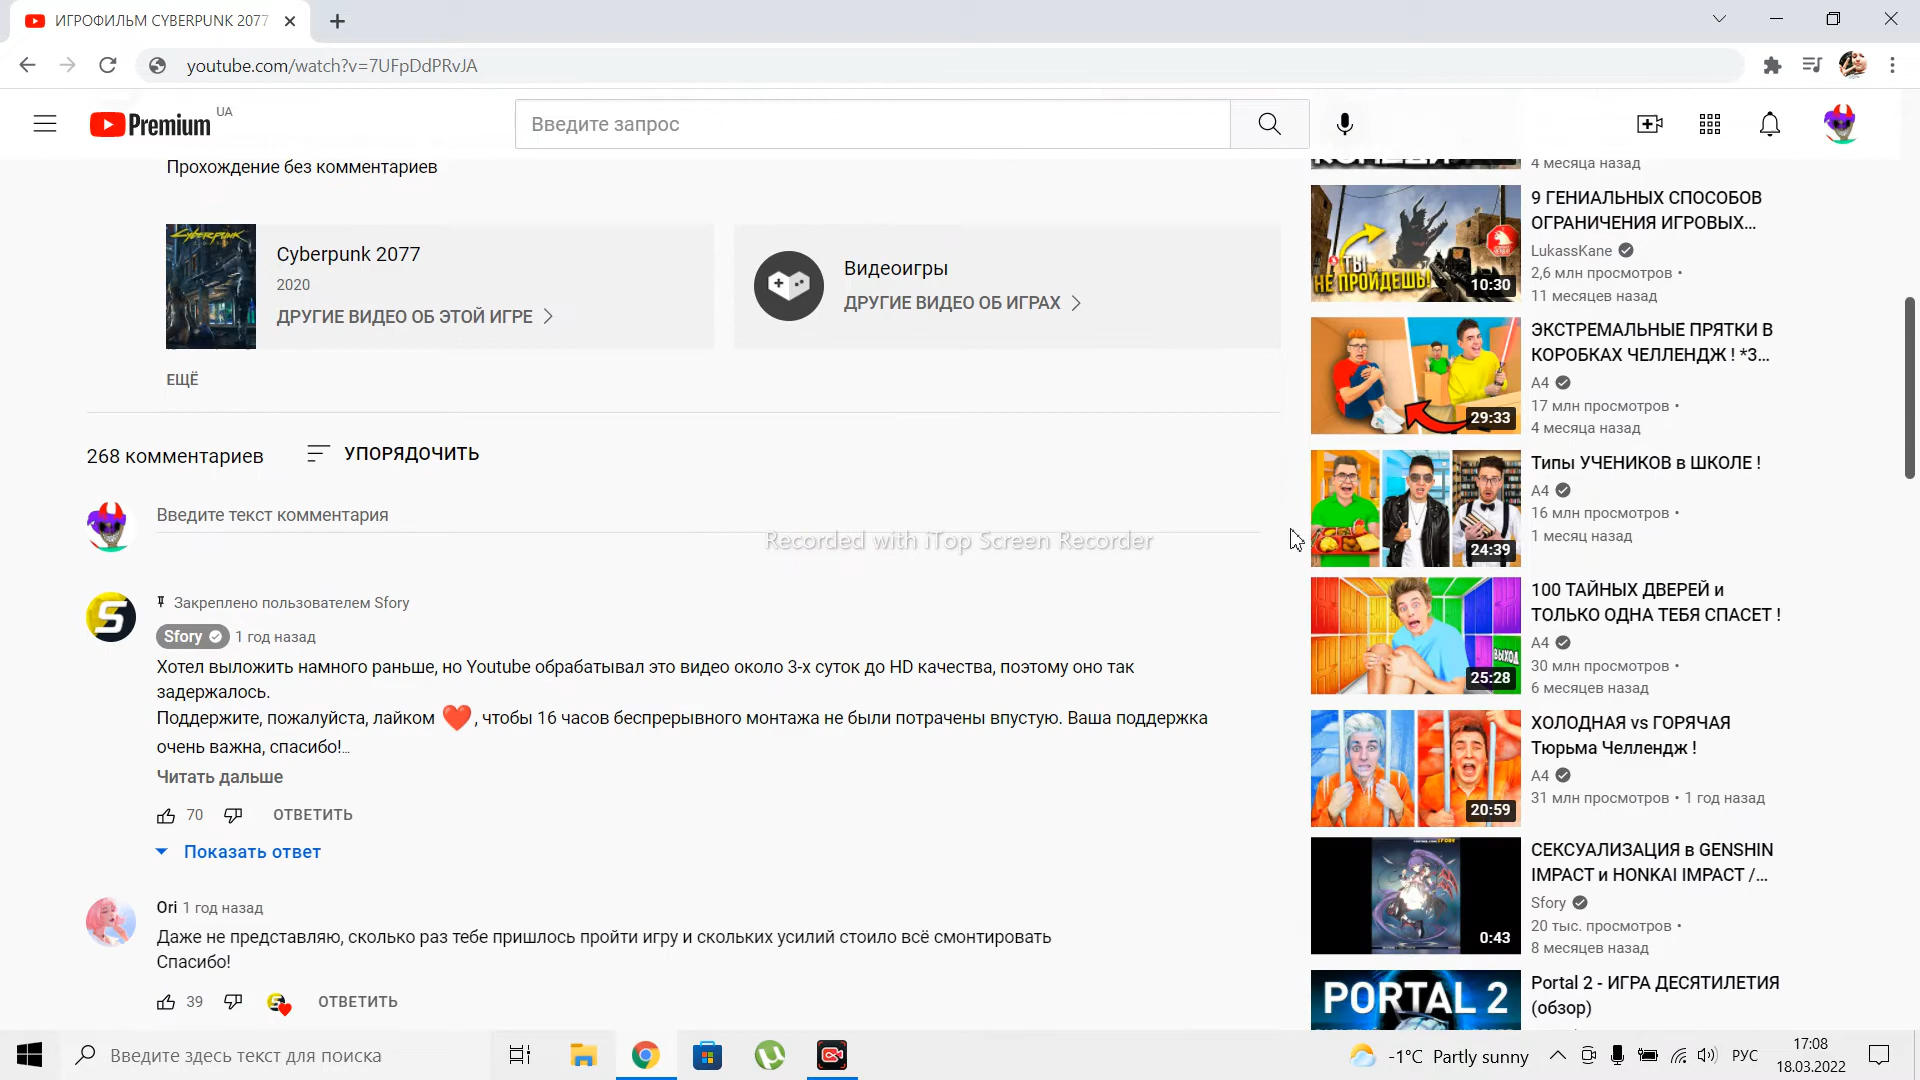 ИГРОФИЛЬМ CYBERPUNK 2077
youtube.com/watch?v=7UFpDdPRvJA
Premium UA
Введите запрос
Прохождение без комментариев
Cyberpunk 2077
2020
ДРУГИЕ ВИДЕО ОБ ЭТОЙ ИГРЕ
Видеоигры
ДРУГИЕ ВИДЕО ОБ ИГРАХ
ЕЩЁ
268 комментариев
УПОРЯДОЧИТЬ
Введите текст комментария
Recorded with iTop Screen Recorder
Закреплено пользователем Sfory
Sfory 1 год назад
Хотел выложить намного раньше, но Youtube обрабатывал это видео около 3-х суток до HD качества, поэтому оно так
задержалось.
Поддержите, пожалуйста, лайком ❤️, чтобы 16 часов беспрерывного монтажа не были потрачены впустую. Ваша поддержка
очень важна, спасибо!...
Читать дальше
70 ОТВЕТИТЬ
Показать ответ
Ori 1 год назад
Даже не представляю, сколько раз тебе пришлось пройти игру и скольких усилий стоило всё смонтировать
Спасибо!
39 ОТВЕТИТЬ
4 месяца назад
ТЫ
НЕ ПРОЙДЕШЬ!
10:30
9 ГЕНИАЛЬНЫХ СПОСОБОВ
ОГРАНИЧЕНИЯ ИГРОВЫХ...
LukassKane
2,6 млн просмотров •
11 месяцев назад
29:33
ЭКСТРЕМАЛЬНЫЕ ПРЯТКИ В
КОРОБКАХ ЧЕЛЛЕНДЖ ! *З...
A4
17 млн просмотров •
4 месяца назад
24:39
Типы УЧЕНИКОВ в ШКОЛЕ !
A4
16 млн просмотров •
1 месяц назад
ВЫХОД
25:28
100 ТАЙНЫХ ДВЕРЕЙ и
ТОЛЬКО ОДНА ТЕБЯ СПАСЕТ !
A4
30 млн просмотров •
6 месяцев назад
20:59
ХОЛОДНАЯ vs ГОРЯЧАЯ
Тюрьма Челлендж !
A4
31 млн просмотров • 1 год назад
0:43
СЕКСУАЛИЗАЦИЯ в GENSHIN
IMPACT и HONKAI IMPACT /...
Sfory
20 тыс. просмотров •
8 месяцев назад
PORTAL 2
Portal 2 - ИГРА ДЕСЯТИЛЕТИЯ
(обзор)
Введите здесь текст для поиска
-1°C Partly sunny
РУС
17:08
18.03.2022